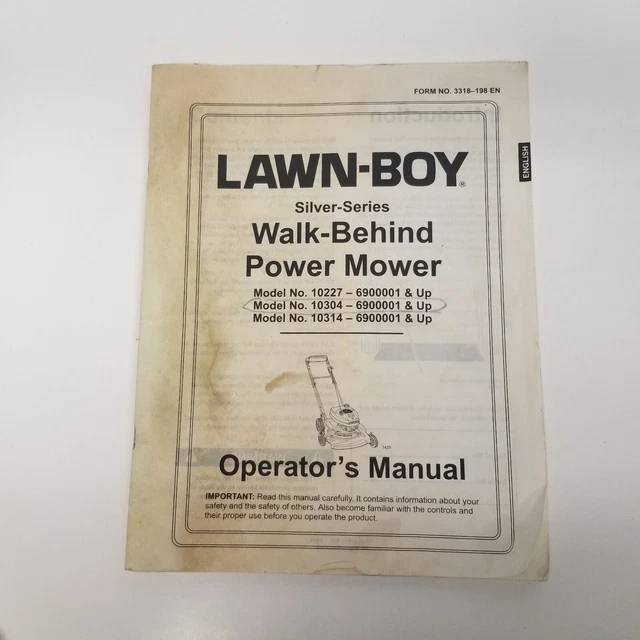 FORM NO. 3318–198 EN
ENGLISH
LAWN-BOY®
Silver-Series
Walk-Behind
Power Mower
Model No. 10227 – 6900001 & Up
Model No. 10304 – 6900001 & Up
Model No. 10314 – 6900001 & Up
Operator's Manual
IMPORTANT: Read this manual carefully. It contains information about your
safety and the safety of others. Also become familiar with the controls and
their proper use before you operate the product.